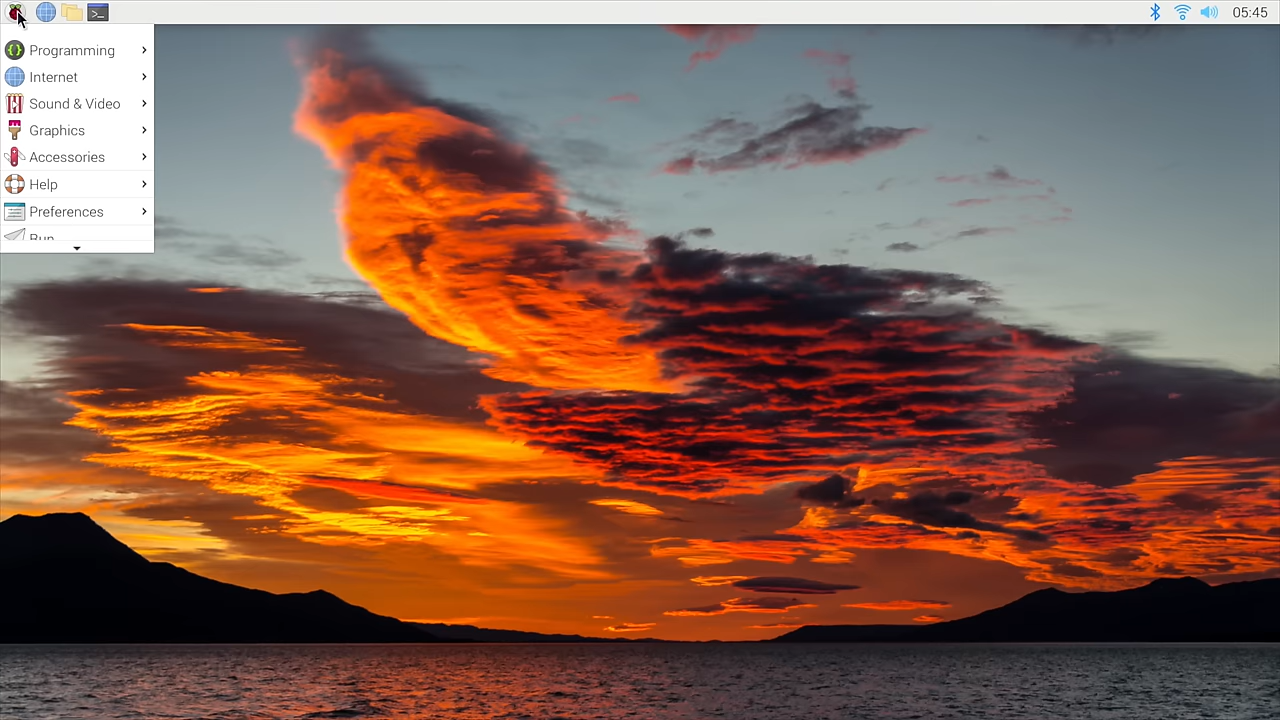 05:45
Programming
Internet
Sound & Video
Graphics
Accessories
Help
Preferences
Run